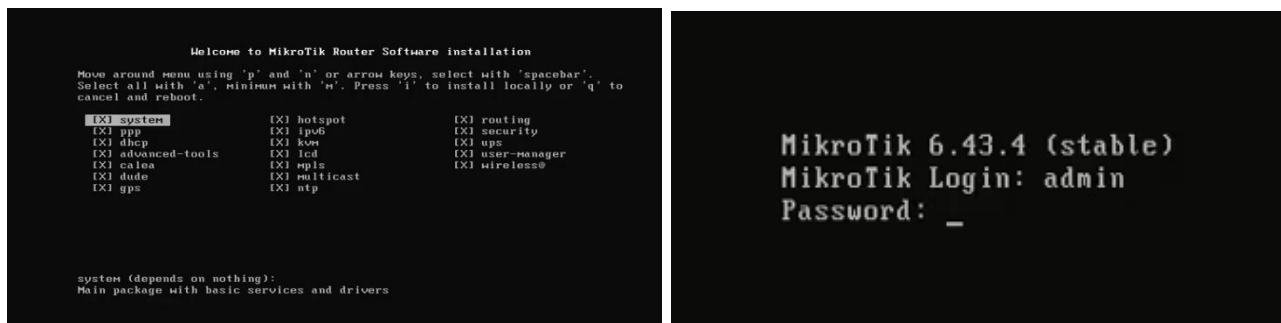 Welcome to MikroTik Router Software installation
Move around menu using 'p' and 'n' or arrow keys, select with 'spacebar'.
Select all with 'a', minimum with 'm'. Press 'i' to install locally or 'q' to
cancel and reboot.
[X] system [X] hotspot [X] routing
[X] ppp [X] ipv6 [X] security
[X] dhcp [X] kvm [X] ups
[X] advanced-tools [X] lcd [X] user-manager
[X] calea [X] mpls [X] wireless@
[X] dude [X] multicast
[X] gps [X] ntp
system (depends on nothing):
Main package with basic services and drivers
MikroTik 6.43.4 (stable)
MikroTik Login: admin
Password: _